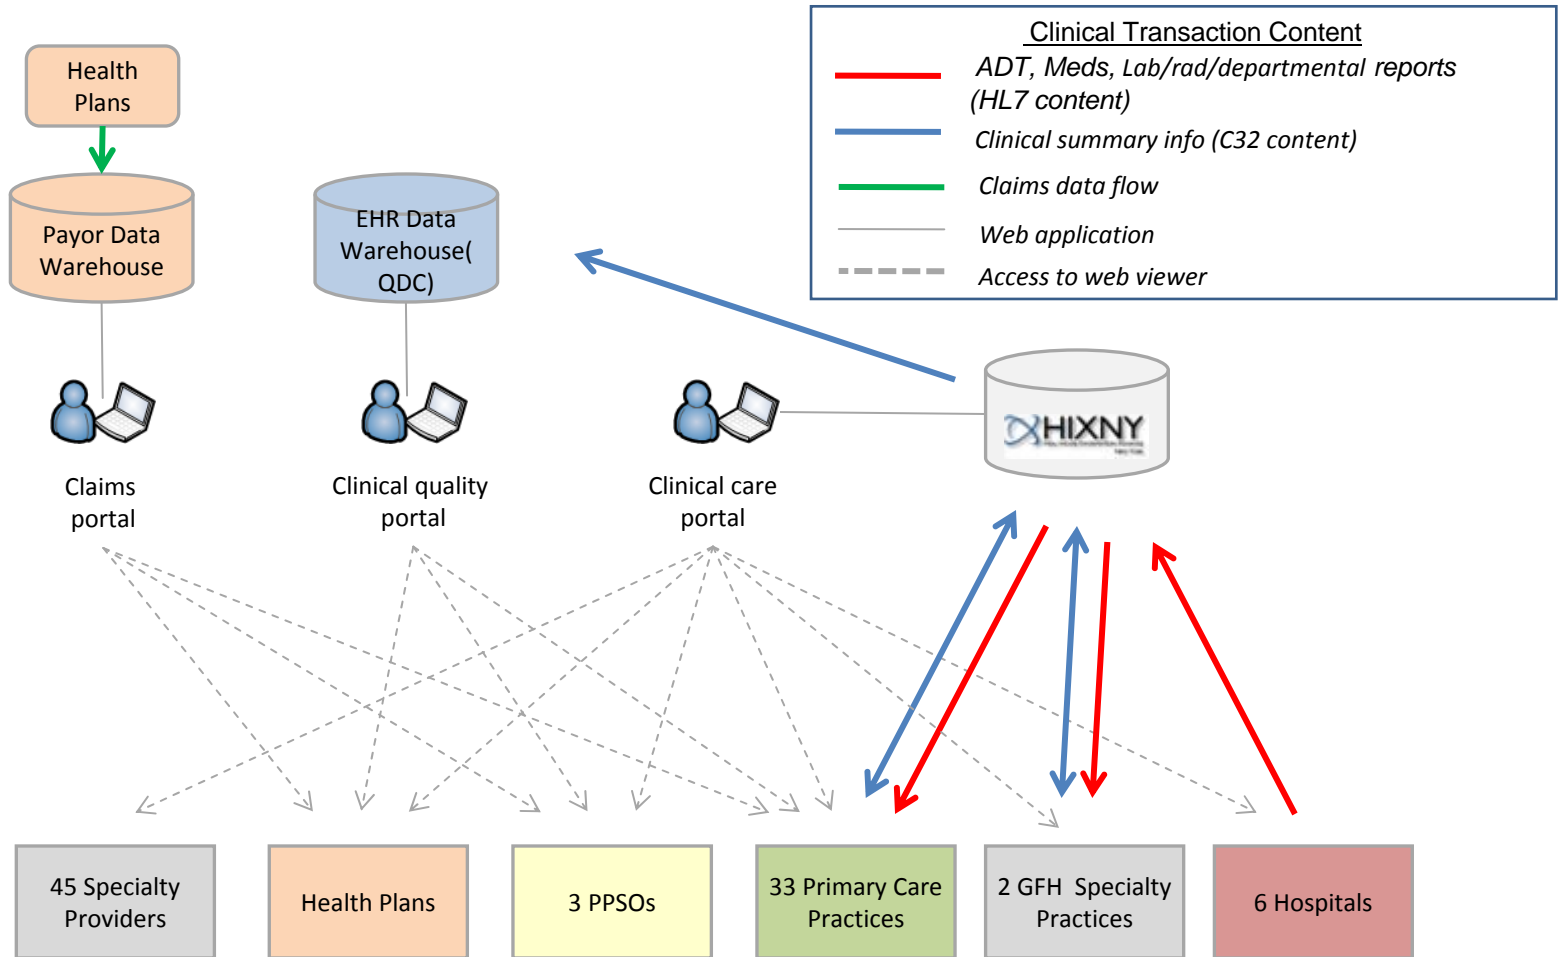 Clinical Transaction Content
ADT, Meds, Lab/rad/departmental reports
(HL7 content)
Clinical summary info (C32 content)
Claims data flow
Web application
Access to web viewer
Health
Plans
Payor Data
Warehouse
EHR Data
Warehouse(
QDC)
HIXNY
Claims
portal
Clinical quality
portal
Clinical care
portal
45 Specialty
Providers
Health Plans
3 PPSOs
33 Primary Care
Practices
2 GFH  Specialty
Practices
6 Hospitals